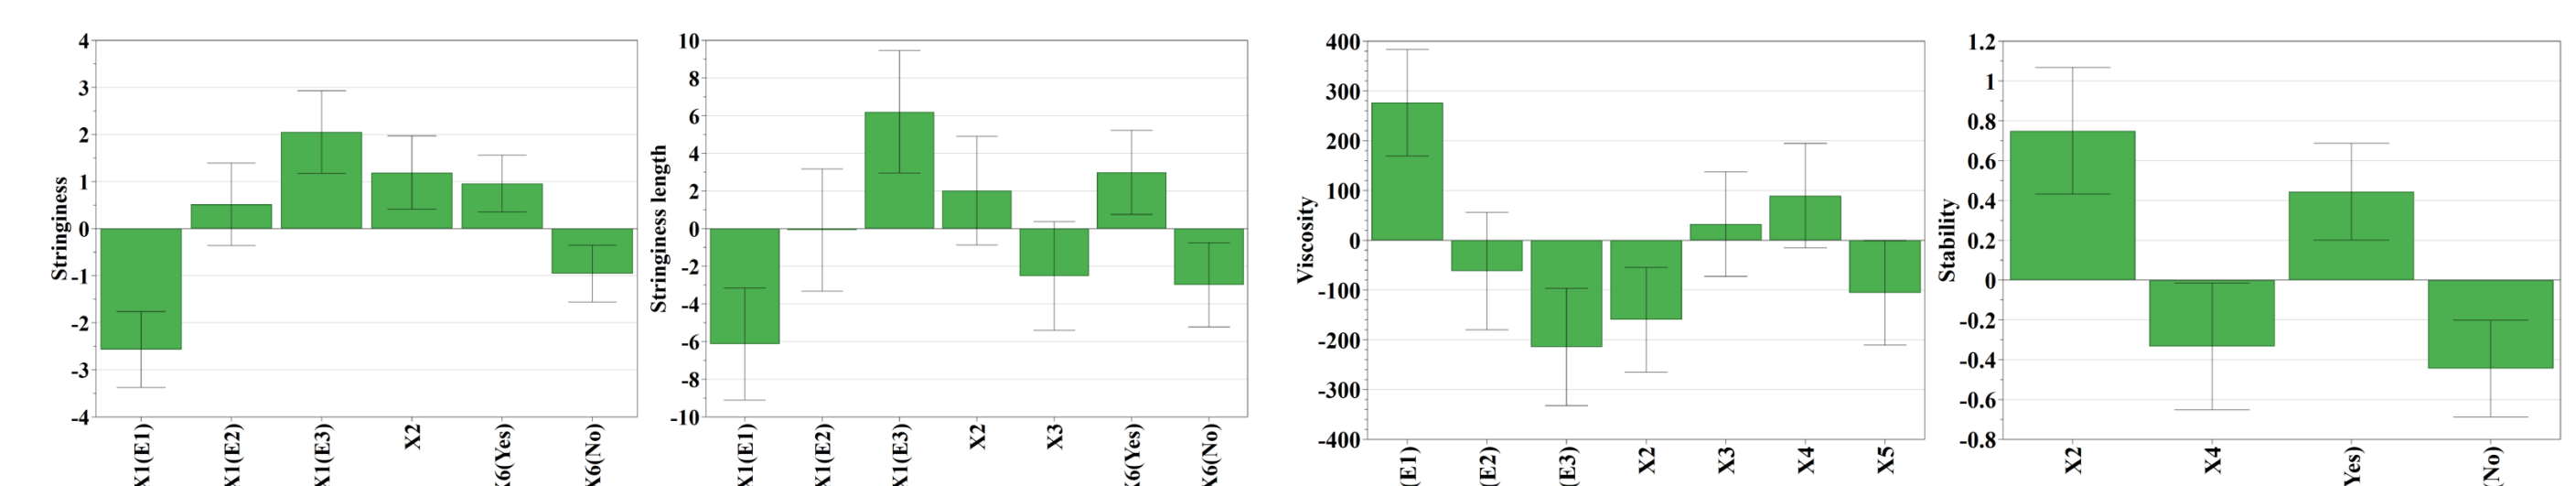 4
3
2
1
0
-1
-2
-3
-4
Stringiness
X1(E1)
X1(E2)
X1(E3)
X2
X6(Yes)
X6(No)
10
8
6
4
2
0
-2
-4
-6
-8
-10
Stringiness length
X1(E1)
X1(E2)
X1(E3)
X2
X3
X6(Yes)
X6(No)
400
300
200
100
0
-100
-200
-300
-400
Viscosity
(E1)
(E2)
(E3)
X2
X3
X4
X5
1.2
1
0.8
0.6
0.4
0.2
0
-0.2
-0.4
-0.6
-0.8
Stability
X2
X4
Yes)
(No)